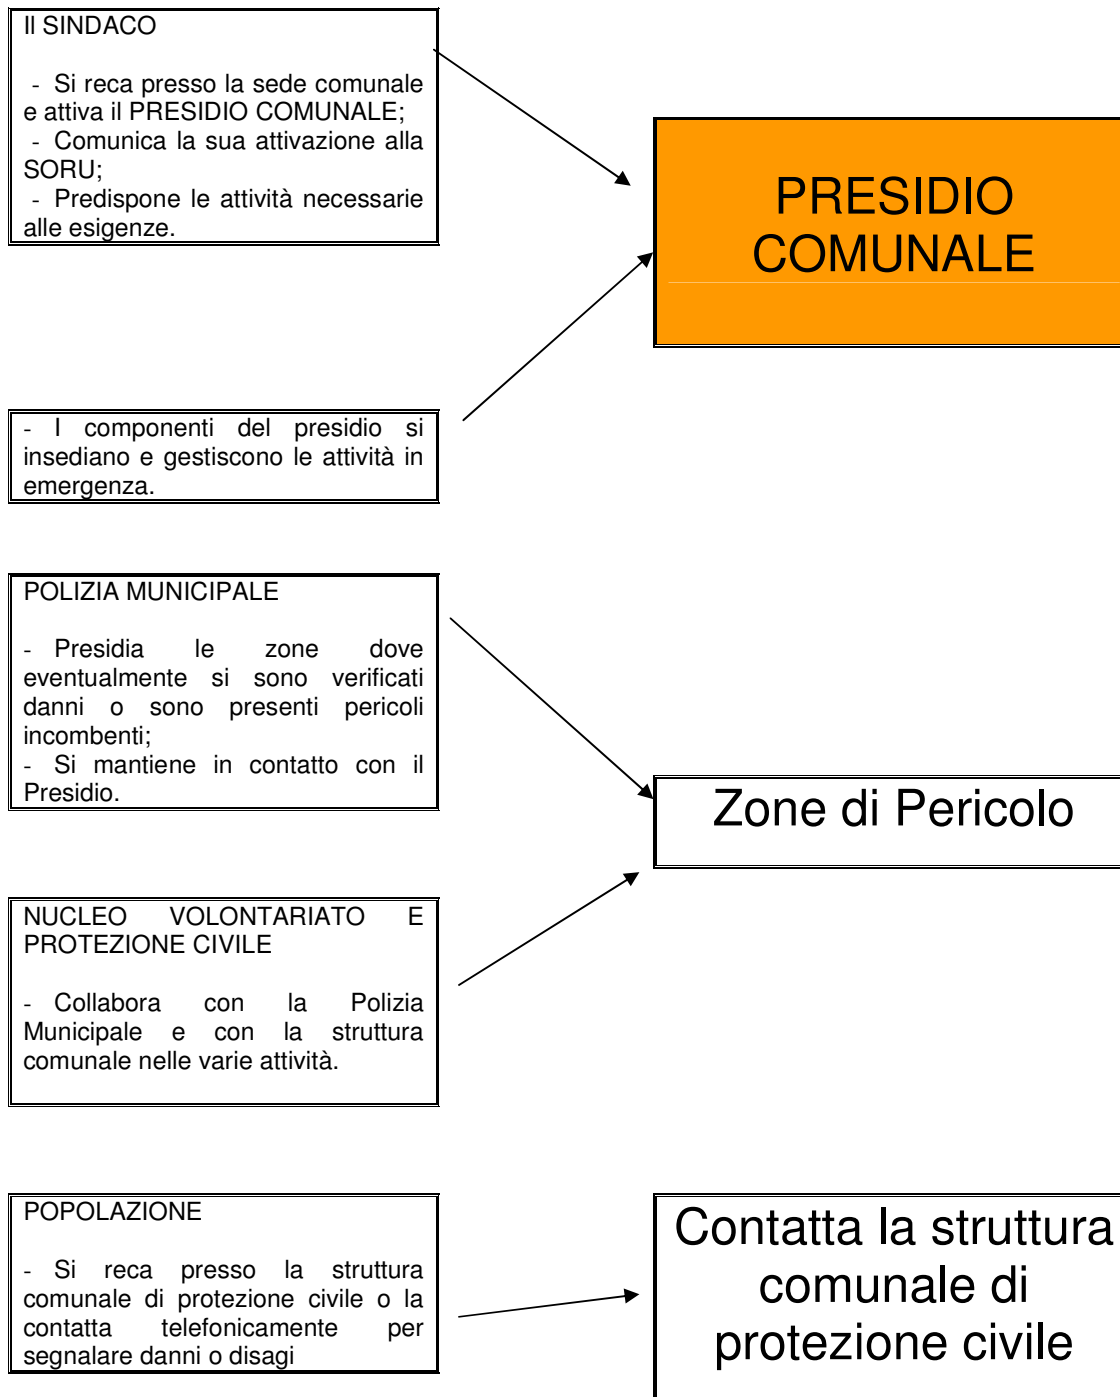 Il SINDACO
- Si reca presso la sede comunale
e attiva il PRESIDIO COMUNALE;
- Comunica la sua attivazione alla
SORU;
- Predispone le attività necessarie
alle esigenze.
PRESIDIO
COMUNALE
- I componenti del presidio si
insediano e gestiscono le attività in
emergenza.
POLIZIA MUNICIPALE
- Presidia le zone dove
eventualmente si sono verificati
danni o sono presenti pericoli
incombenti;
- Si mantiene in contatto con il
Presidio.
Zone di Pericolo
NUCLEO VOLONTARIATO E
PROTEZIONE CIVILE
- Collabora con la Polizia
Municipale e con la struttura
comunale nelle varie attività.
POPOLAZIONE
- Si reca presso la struttura
comunale di protezione civile o la
contatta telefonicamente per
segnalare danni o disagi
Contatta la struttura
comunale di
protezione civile